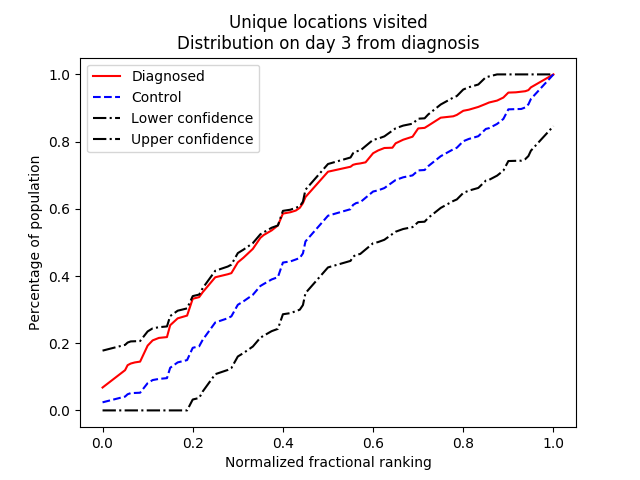 Unique locations visited
Distribution on day 3 from diagnosis
Diagnosed
Control
Lower confidence
Upper confidence
Percentage of population
1.0
0.8
0.6
0.4
0.2
0.0
0.0 0.2 0.4 0.6 0.8 1.0
Normalized fractional ranking